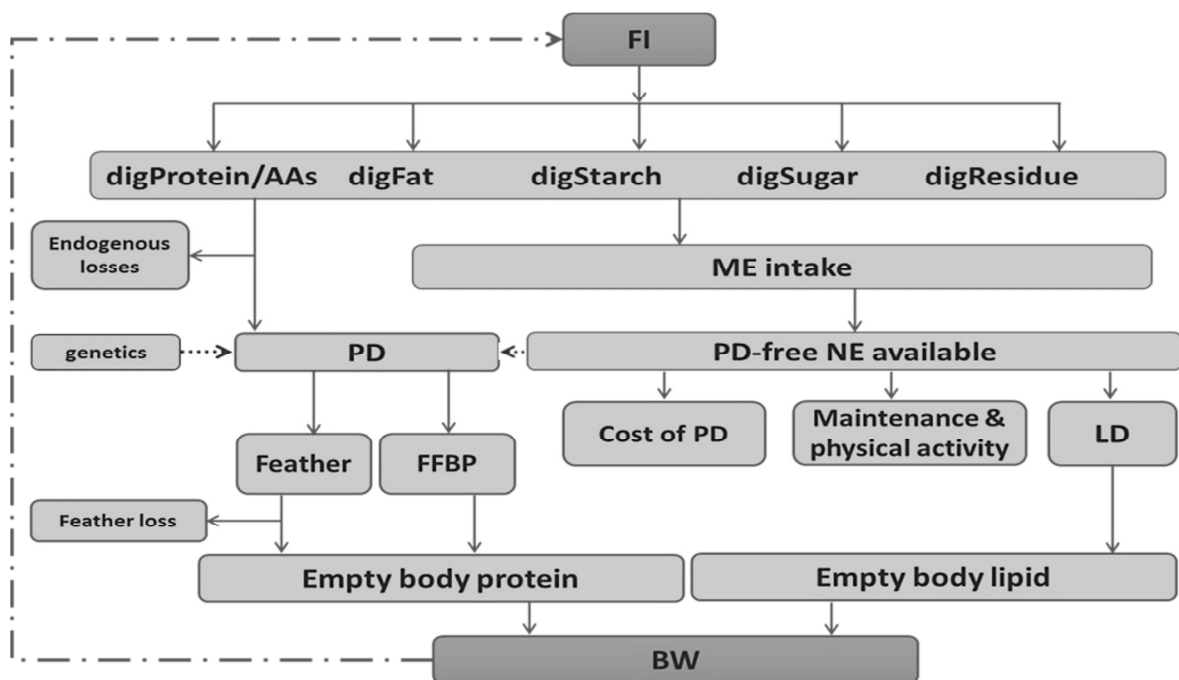 FI
digProtein/AAs digFat digStarch digSugar digResidue
Endogenous
losses
ME intake
genetics
PD
PD-free NE available
Cost of PD
Maintenance &
physical activity
LD
Feather
FFBP
Feather loss
Empty body protein
Empty body lipid
BW